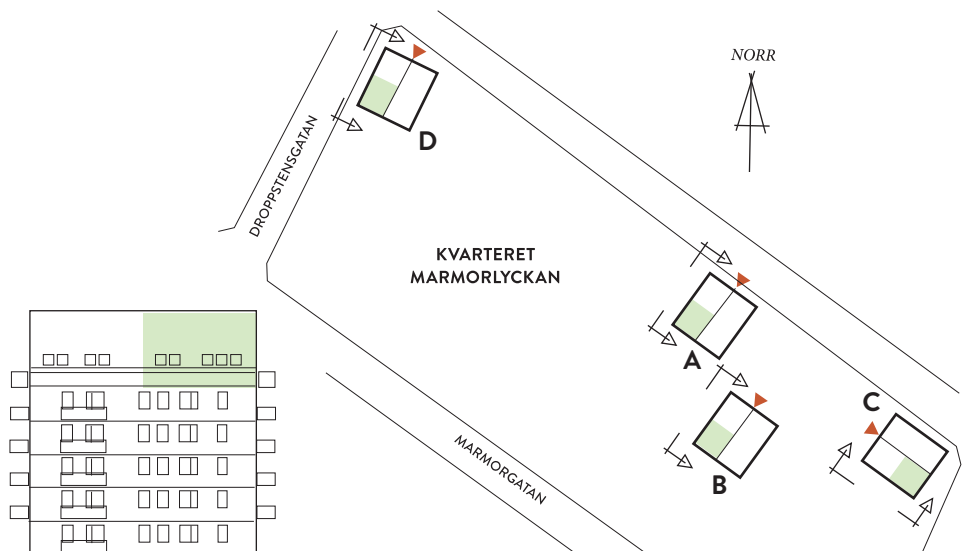 NORR
DROPPSTENSGATAN
D
KVARTERET
MARMORLYCKAN
A
C
B
MARMORGATAN